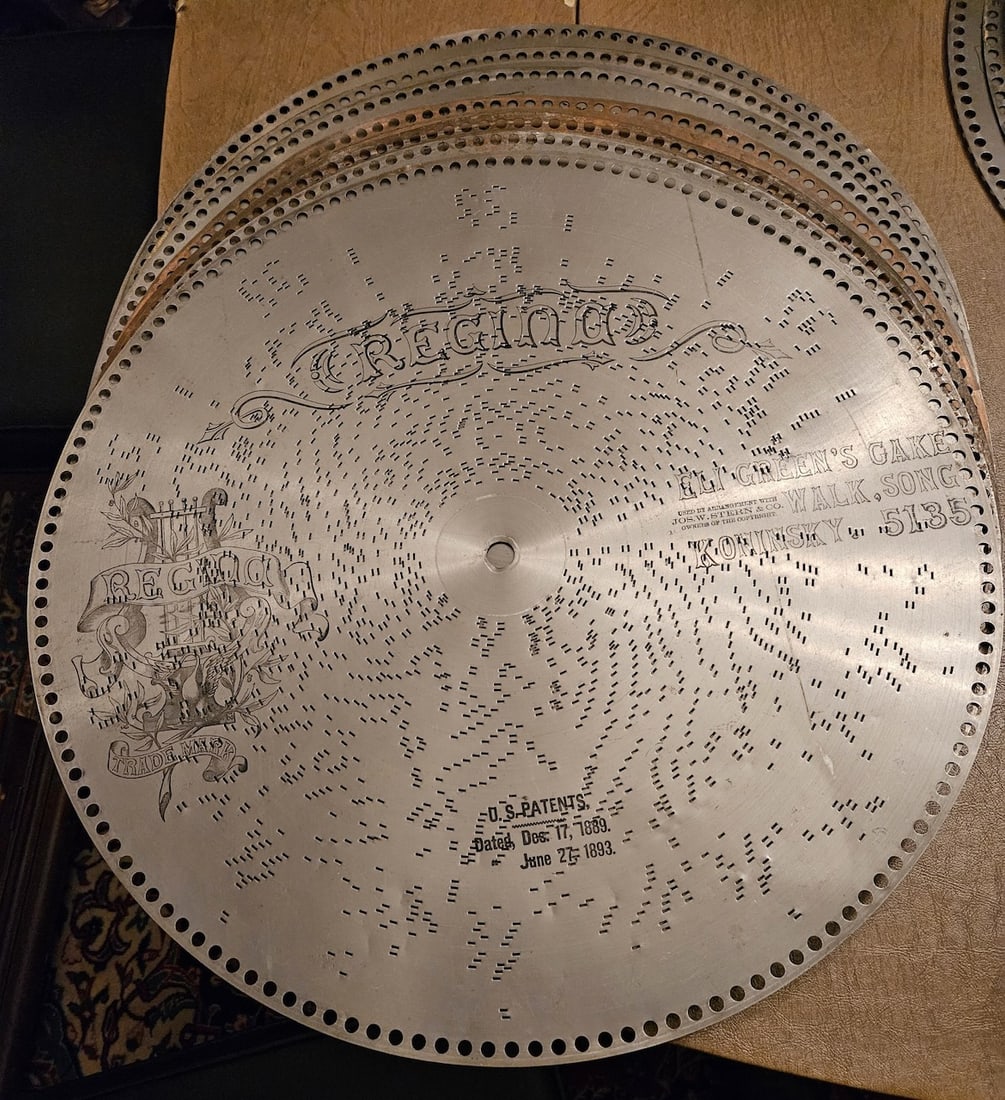 REGINA
ELI GREEN'S CAKE
USED BY ARRANGEMENT WITH
JOS. W. STERN & CO.
OWNERS OF THE COPYRIGHT.
WALK, SONG
KONINSKY. 5135
REGINA
TRADE MARK
U.S. PATENTS,
Dated, Dec. 17, 1889.
„ June 27, 1893.